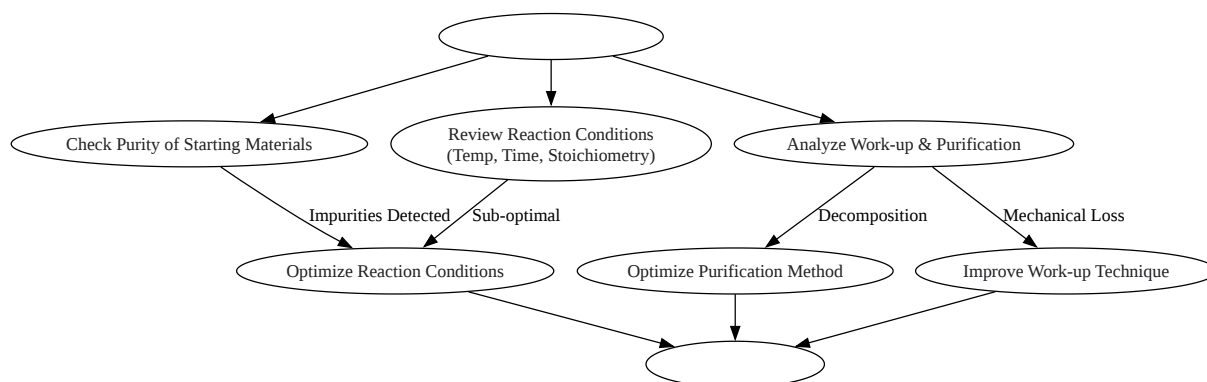 Check Purity of Starting Materials
Review Reaction Conditions
(Temp, Time, Stoichiometry)
Analyze Work-up & Purification
Impurities Detected
Sub-optimal
Decomposition
Mechanical Loss
Optimize Reaction Conditions
Optimize Purification Method
Improve Work-up Technique